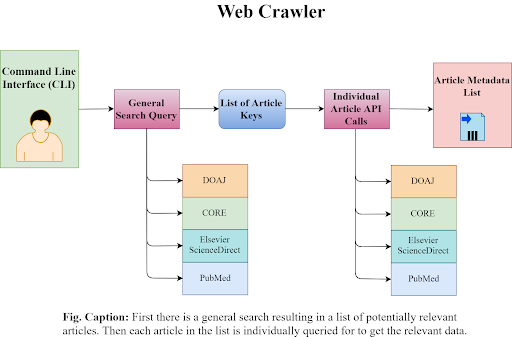 Web Crawler
Command Line
Interface (CLI)
General
Search Query
List of Article
Keys
Individual
Article API
Calls
Article Metadata
List
DOAJ
CORE
Elsevier
ScienceDirect
PubMed
DOAJ
CORE
Elsevier
ScienceDirect
PubMed
Fig. Caption: First there is a general search resulting in a list of potentially relevant
articles. Then each article in the list is individually queried for to get the relevant data.